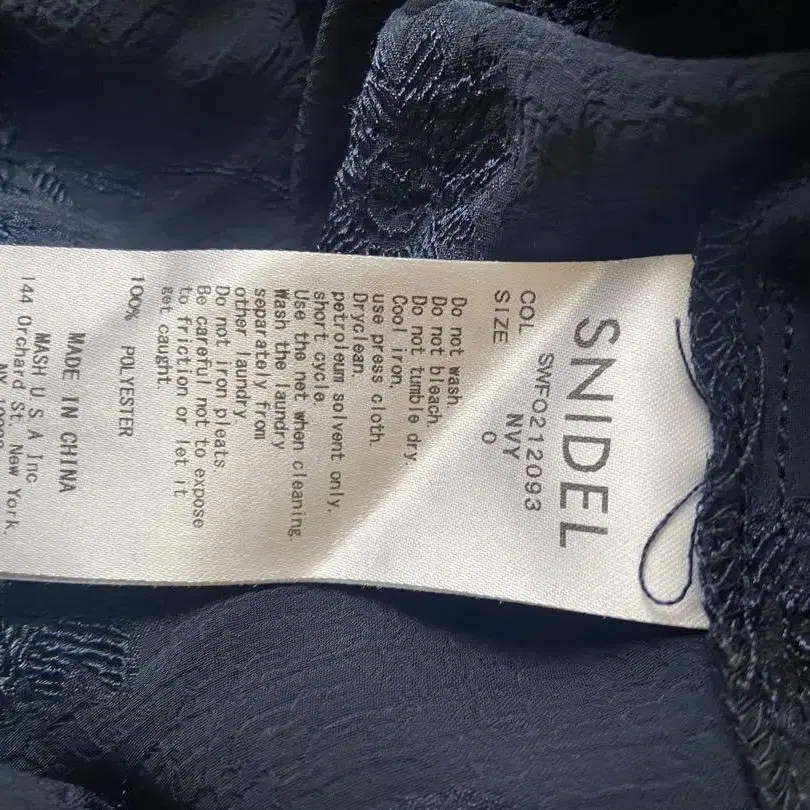 SNIDEL
SWFO212093
COL NVY
SIZE 0
Do not wash.
Do not bleach.
Do not tumble dry.
Cool iron.
use press cloth.
Dryclean.
petroleum solvent only.
short cycle.
Use the net when cleaning.
Wash the laundry
separately from
other laundry.
Do not iron pleats.
Be careful not to expose
to friction or let it
get caught.
100% POLYESTER
MADE IN CHINA
MASH U S A Inc
144 Orchard St. New York,
NY